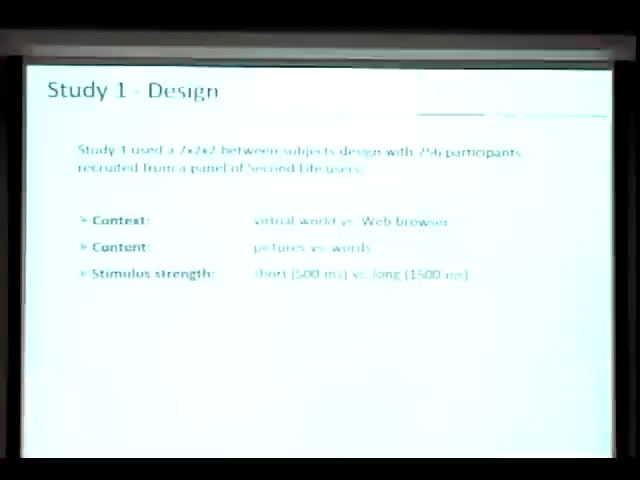 Study 1 - Design
Study 1 used a 2x2x2 between subjects design with 256 participants
recruited from a panel of Second Life users:
➢ Context: virtual world vs. Web browser
➢ Content: pictures vs. words
➢ Stimulus strength: short (500 ms) vs. long (1500 ms)